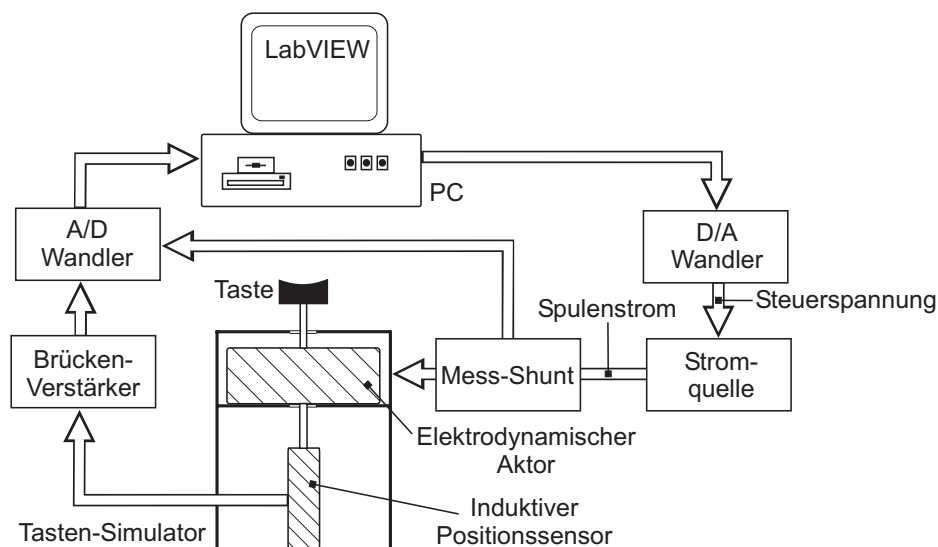 LabVIEW
PC
A/D
Wandler
D/A
Wandler
Taste
Spulenstrom
Steuerspannung
Brücken-
Verstärker
Mess-Shunt
Strom-
quelle
Elektrodynamischer
Aktor
Induktiver
Positionssensor
Tasten-Simulator